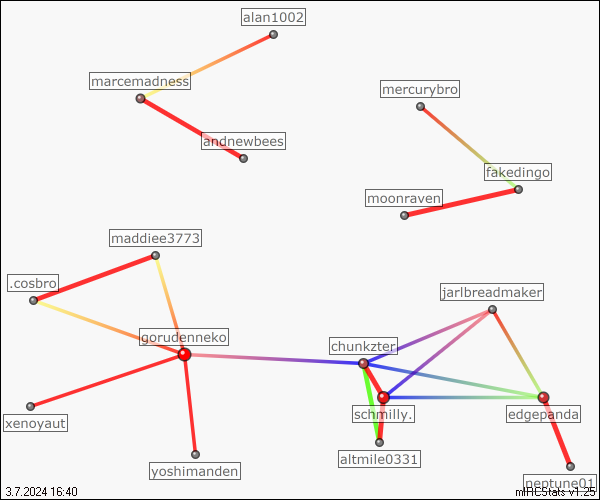 alan1002
marcemadness
mercurybro
andnewbees
fakedingo
moonraven
maddiee3773
.cosbro
jarlbreadmaker
gorudenneko
chunkzter
schmilly.
edgepanda
xenoyaut
altmile0331
yoshimanden
neptune01
3.7.2024 16:40
mIRCStats v1.25